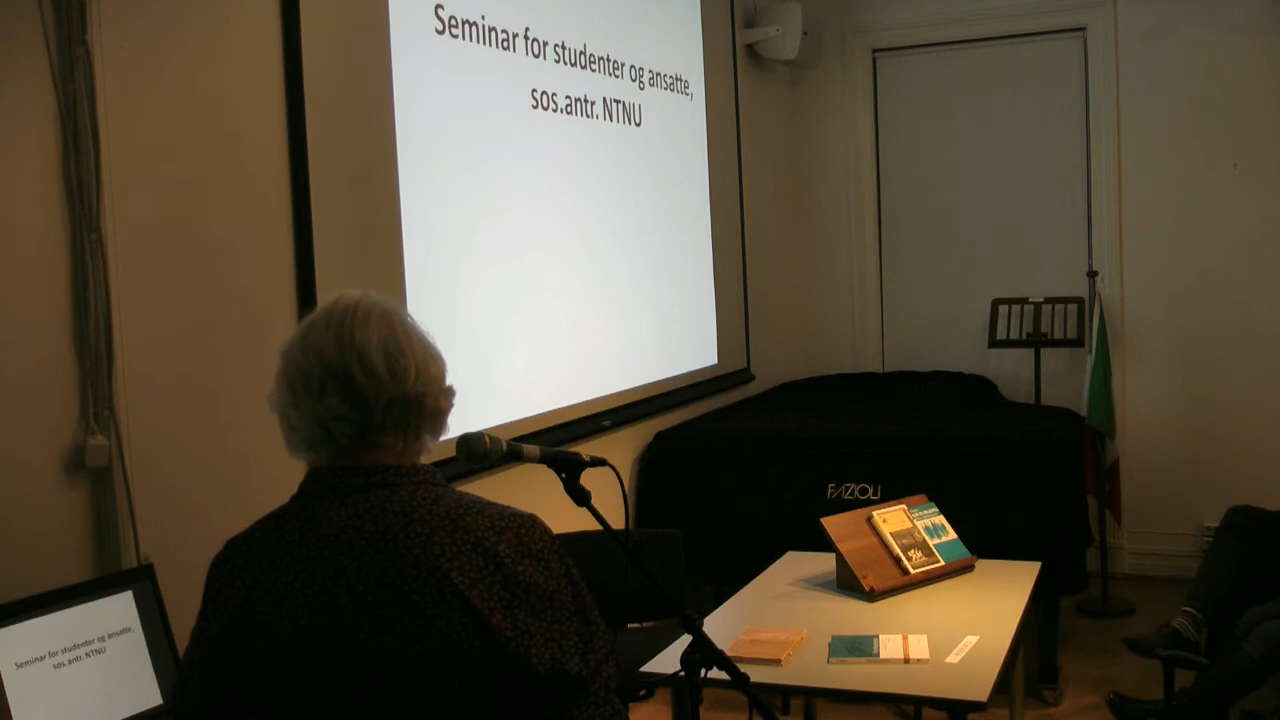 Seminar for studenter og ansatte,
sos.antr. NTNU
FAZIOLI
Seminar for studenter og ansatte,
sos.antr. NTNU